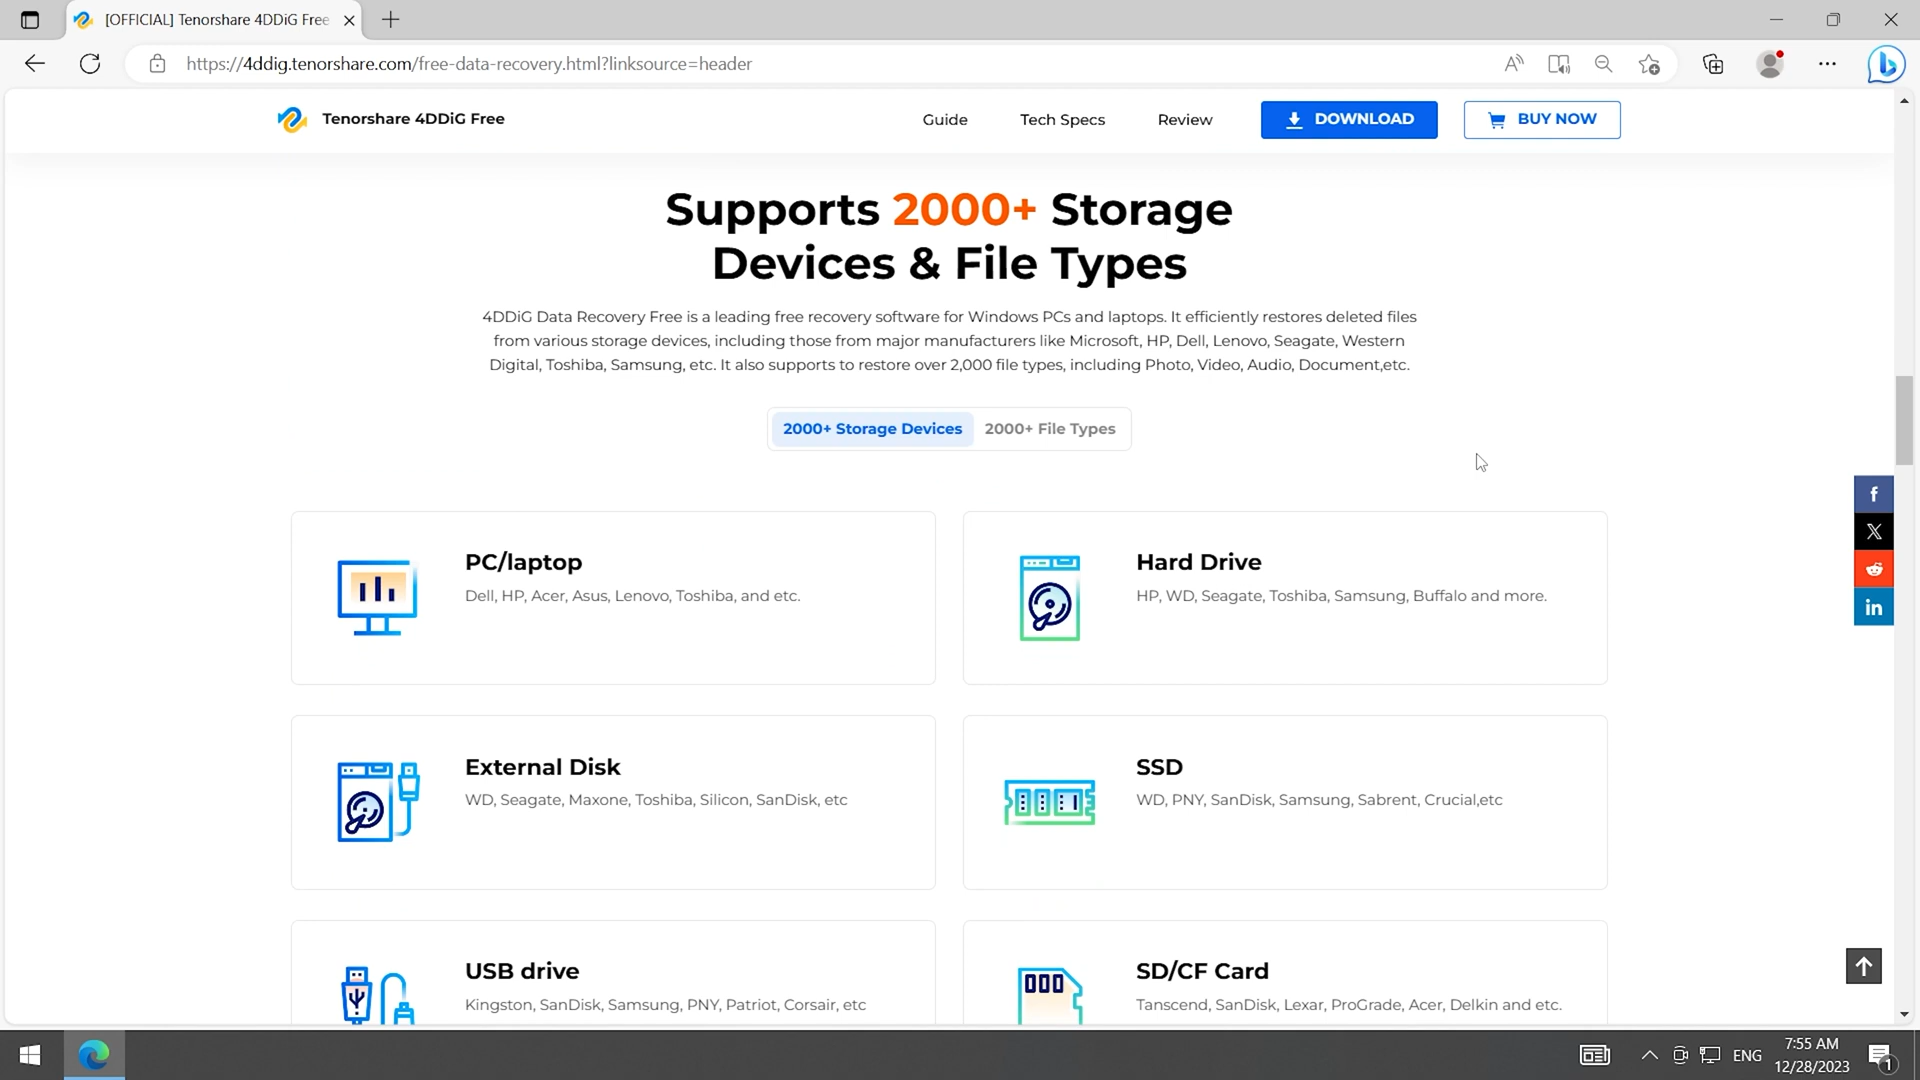 [OFFICIAL] Tenorshare 4DDiG Free
https://4ddig.tenorshare.com/free-data-recovery.html?linksource=header
Tenorshare 4DDiG Free
Guide
Tech Specs
Review
DOWNLOAD
BUY NOW
Supports 2000+ Storage
Devices & File Types
4DDiG Data Recovery Free is a leading free recovery software for Windows PCs and laptops. It efficiently restores deleted files
from various storage devices, including those from major manufacturers like Microsoft, HP, Dell, Lenovo, Seagate, Western
Digital, Toshiba, Samsung, etc. It also supports to restore over 2,000 file types, including Photo, Video, Audio, Document,etc.
2000+ Storage Devices
2000+ File Types
PC/laptop
Dell, HP, Acer, Asus, Lenovo, Toshiba, and etc.
Hard Drive
HP, WD, Seagate, Toshiba, Samsung, Buffalo and more.
External Disk
WD, Seagate, Maxone, Toshiba, Silicon, SanDisk, etc
SSD
WD, PNY, SanDisk, Samsung, Sabrent, Crucial,etc
USB drive
Kingston, SanDisk, Samsung, PNY, Patriot, Corsair, etc
SD/CF Card
Tanscend, SanDisk, Lexar, ProGrade, Acer, Delkin and etc.
ENG
7:55 AM
12/28/2023
1